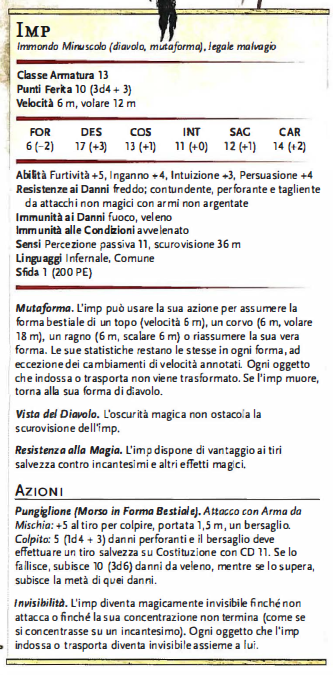 IMP
Immondo Minuscolo (diavolo, mutaforma), legale malvagio
Classe Armatura 13
Punti Ferita 10 (3d4 + 3)
Velocità 6 m, volare 12 m
FOR DES COS INT SAG CAR
6 (−2) 17 (+3) 13 (+1) 11 (+0) 12 (+1) 14 (+2)
Abilità Furtività +5, Inganno +4, Intuizione +3, Persuasione +4
Resistenze ai Danni freddo; contundente, perforante e tagliente
da attacchi non magici con armi non argentate
Immunità ai Danni fuoco, veleno
Immunità alle Condizioni avvelenato
Sensi Percezione passiva 11, scurovisione 36 m
Linguaggi Infernale, Comune
Sfida 1 (200 PE)
Mutaforma. L'imp può usare la sua azione per assumere la
forma bestiale di un topo (velocità 6 m), un corvo (6 m, volare
18 m), un ragno (6 m, scalare 6 m) o riassumere la sua vera
forma. Le sue statistiche restano le stesse in ogni forma, ad
eccezione dei cambiamenti di velocità annotati. Ogni oggetto
che indossa o trasporta non viene trasformato. Se l'imp muore,
torna alla sua forma di diavolo.
Vista del Diavolo. L'oscurità magica non ostacola la
scurovisione dell'imp.
Resistenza alla Magia. L'imp dispone di vantaggio ai tiri
salvezza contro incantesimi e altri effetti magici.
AZIONI
Pungiglione (Morso in Forma Bestiale). Attacco con Arma da
Mischia: +5 al tiro per colpire, portata 1,5 m, un bersaglio.
Colpito: 5 (1d4 + 3) danni perforanti e il bersaglio deve
effettuare un tiro salvezza su Costituzione con CD 11. Se lo
fallisce, subisce 10 (3d6) danni da veleno, mentre se lo supera,
subisce la metà di quei danni.
Invisibilità. L'imp diventa magicamente invisibile finché non
attacca o finché la sua concentrazione non termina (come se
si concentrasse su un incantesimo). Ogni oggetto che l'imp
indossa o trasporta diventa invisibile assieme a lui.